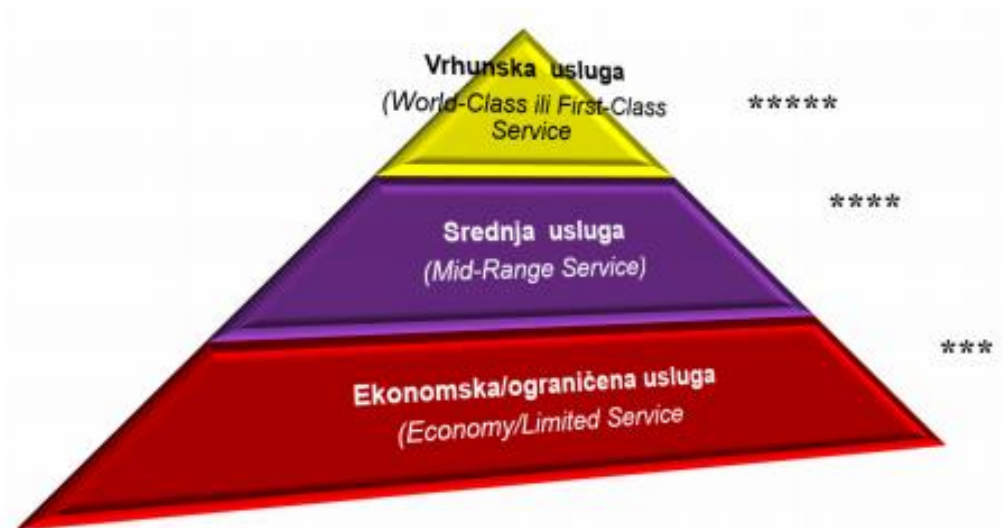 Vrhunska usluga
(World-Class ili First-Class
Service
*****
****
Srednja usluga
(Mid-Range Service)
***
Ekonomska/ograničena usluga
(Economy/Limited Service